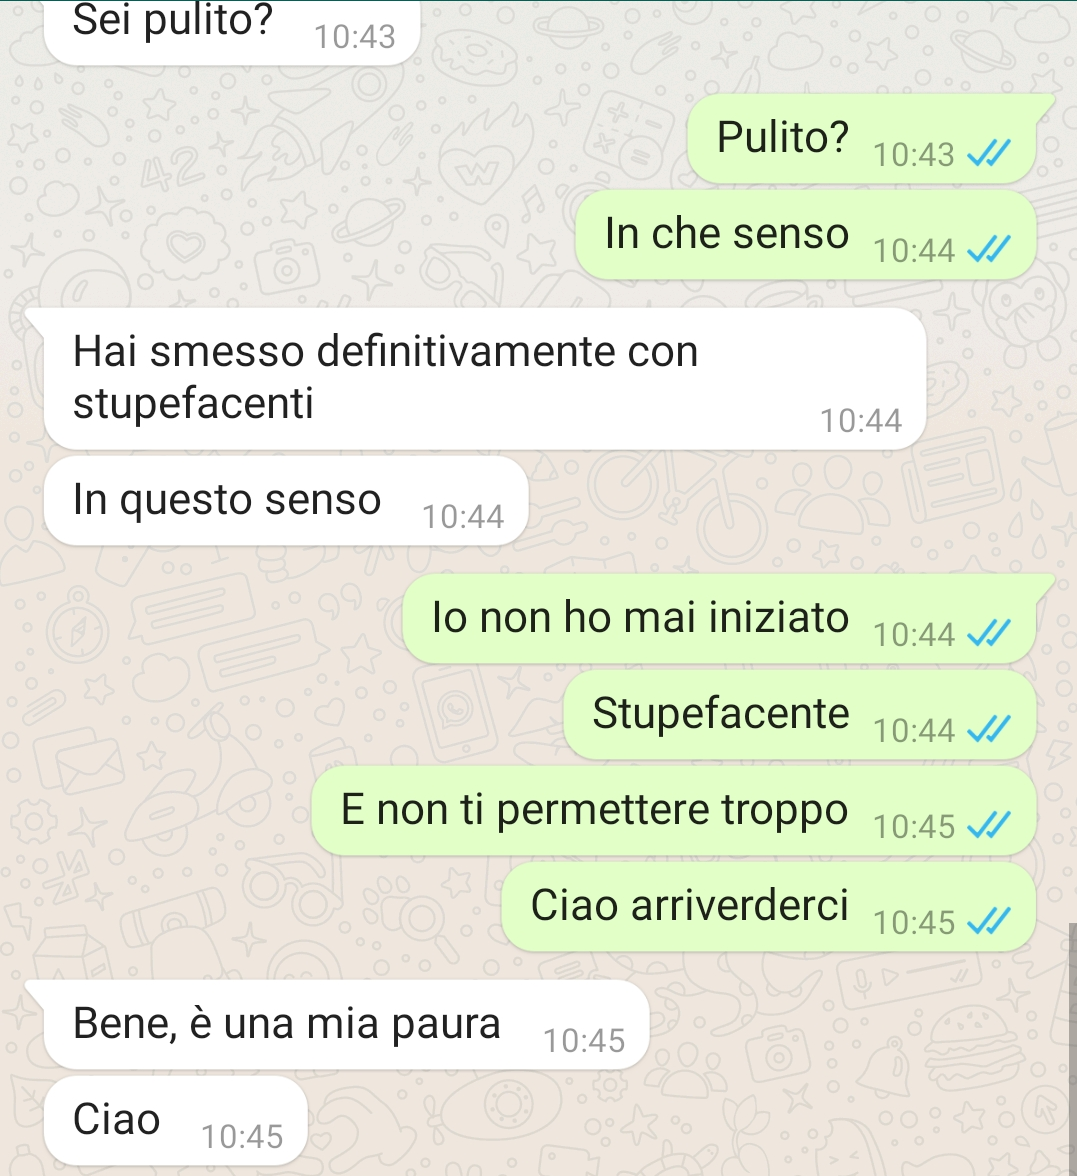 Sei pulito? 10:43
Pulito? 10:43
In che senso 10:44
Hai smesso definitivamente con
stupefacenti 10:44
In questo senso 10:44
Io non ho mai iniziato 10:44
Stupefacente 10:44
E non ti permettere troppo 10:45
Ciao arriverderci 10:45
Bene, è una mia paura 10:45
Ciao 10:45